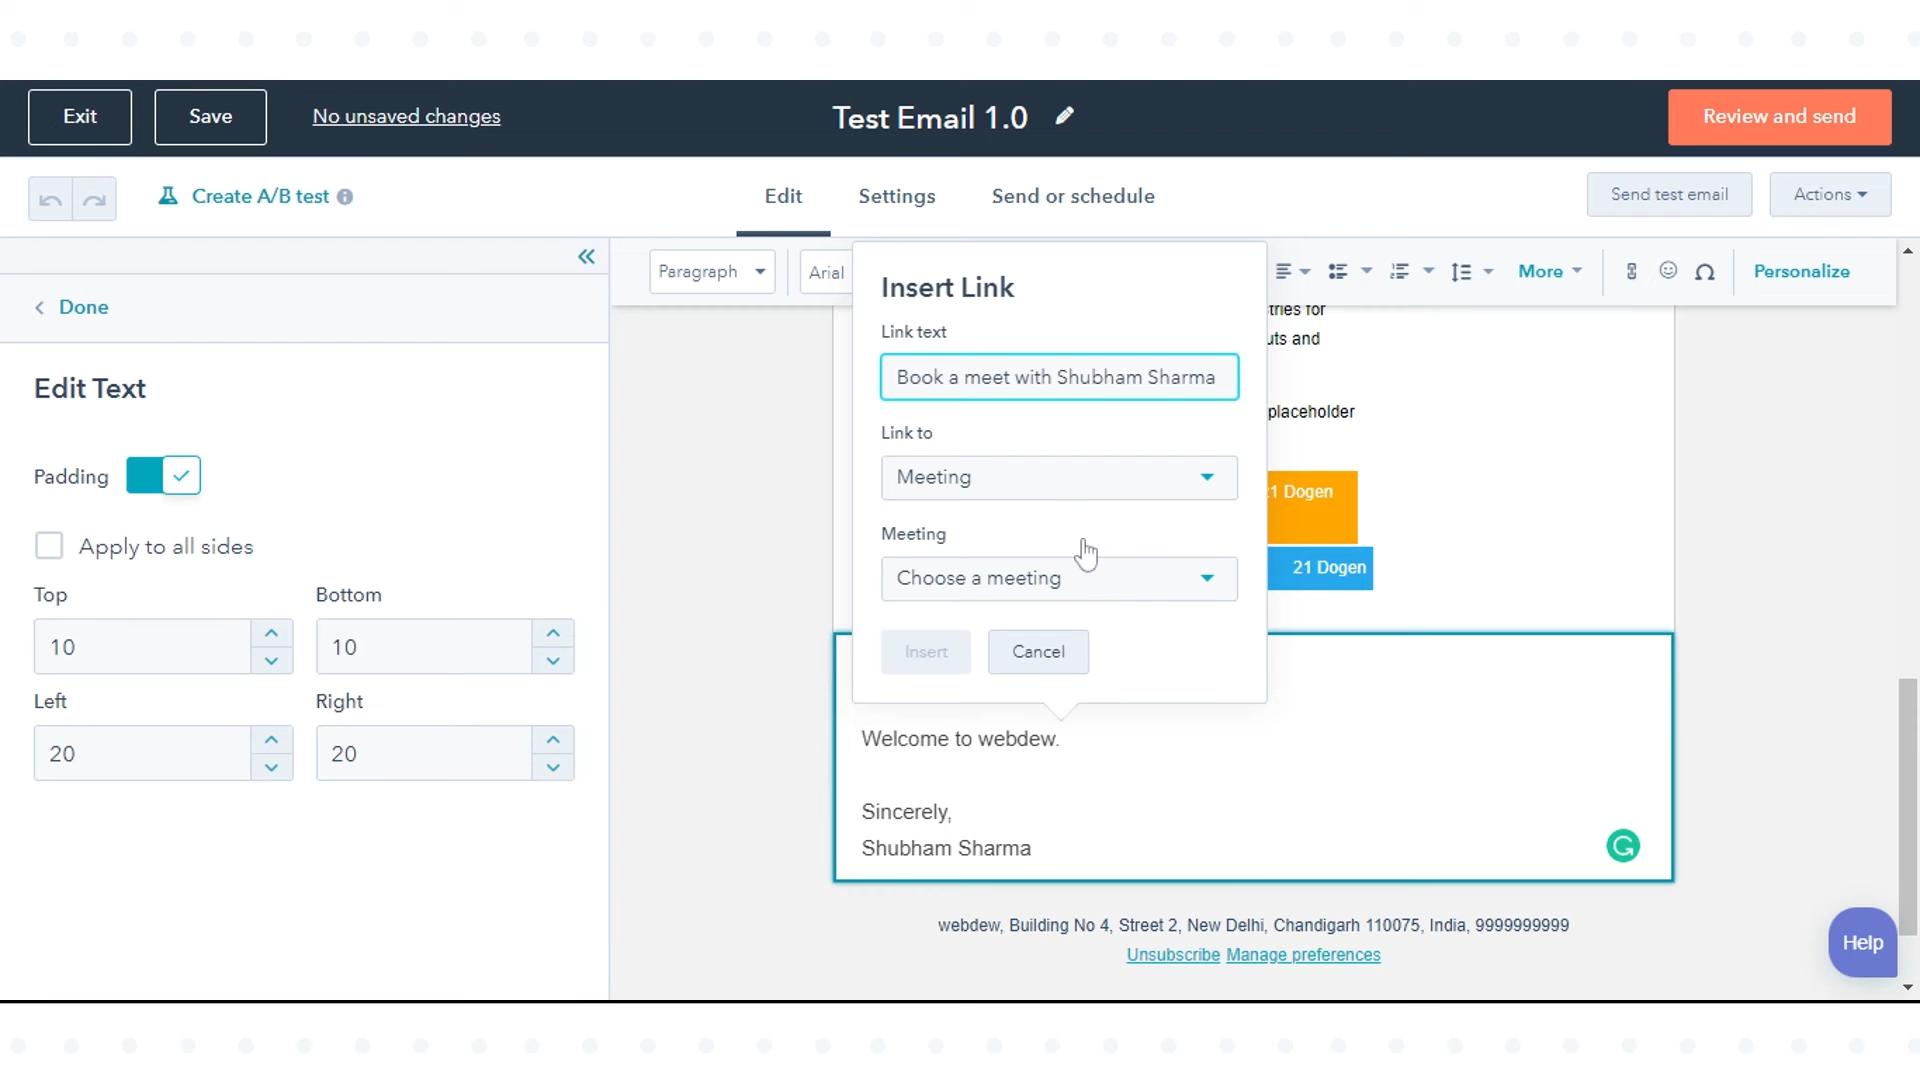 Exit
Save
No unsaved changes
Test Email 1.0
Review and send
Create A/B test
Edit
Settings
Send or schedule
Send test email
Actions
Done
Edit Text
Padding
Apply to all sides
Top
Bottom
10
10
Left
Right
20
20
Paragraph
Arial
More
Personalize
Insert Link
Link text
Book a meet with Shubham Sharma
Link to
Meeting
Meeting
Choose a meeting
Insert
Cancel
tries for
uts and
placeholder
21 Dogen
21 Dogen
Welcome to webdew.
Sincerely,
Shubham Sharma
webdew, Building No 4, Street 2, New Delhi, Chandigarh 110075, India, 9999999999
Unsubscribe Manage preferences
Help